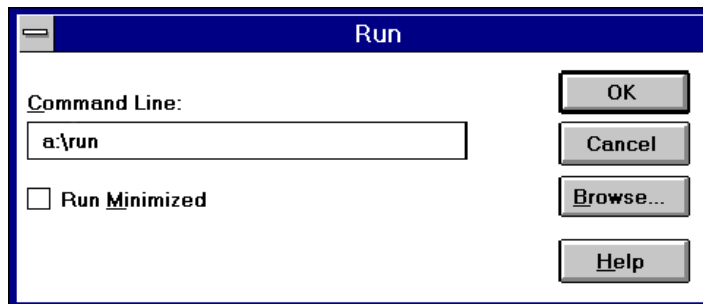 Run
Command Line:
a:\run
Run Minimized
OK
Cancel
Browse...
Help